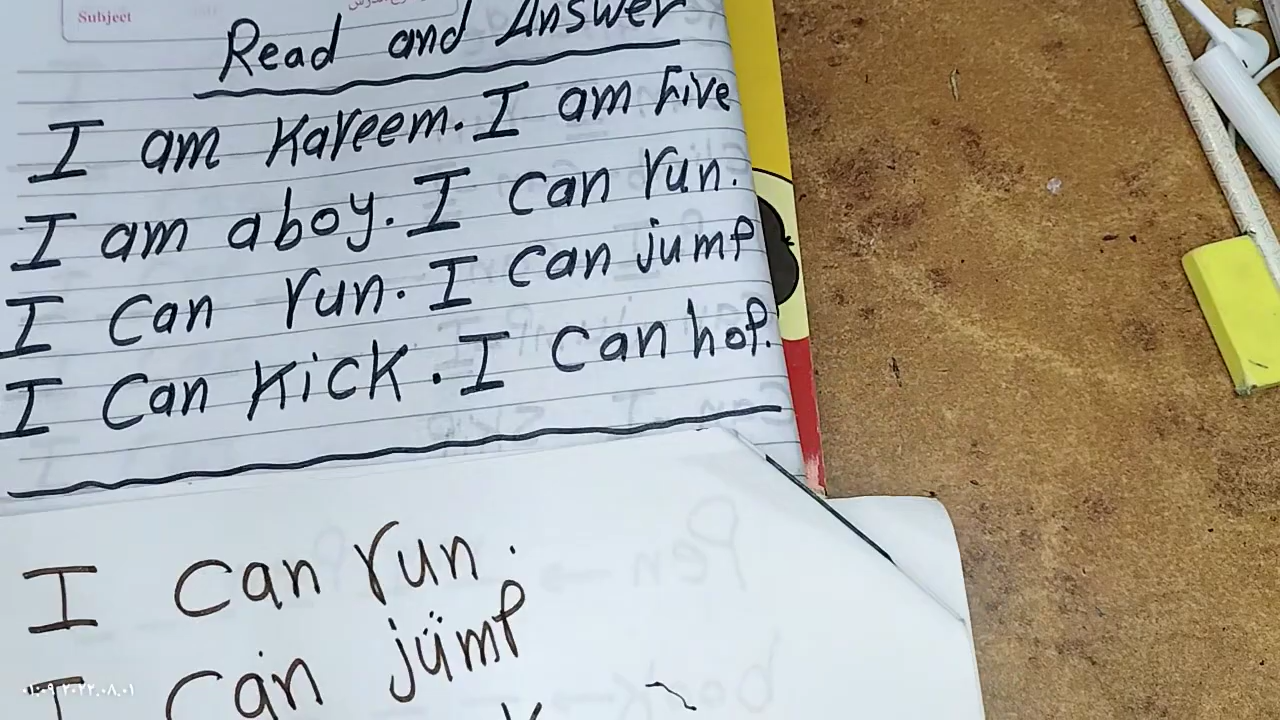 Subject
Read and Answer
I am Kareem. I am Five
I am a boy. I can run.
I can run. I can jump
I can kick. I can hop.
I can run.
I can jump